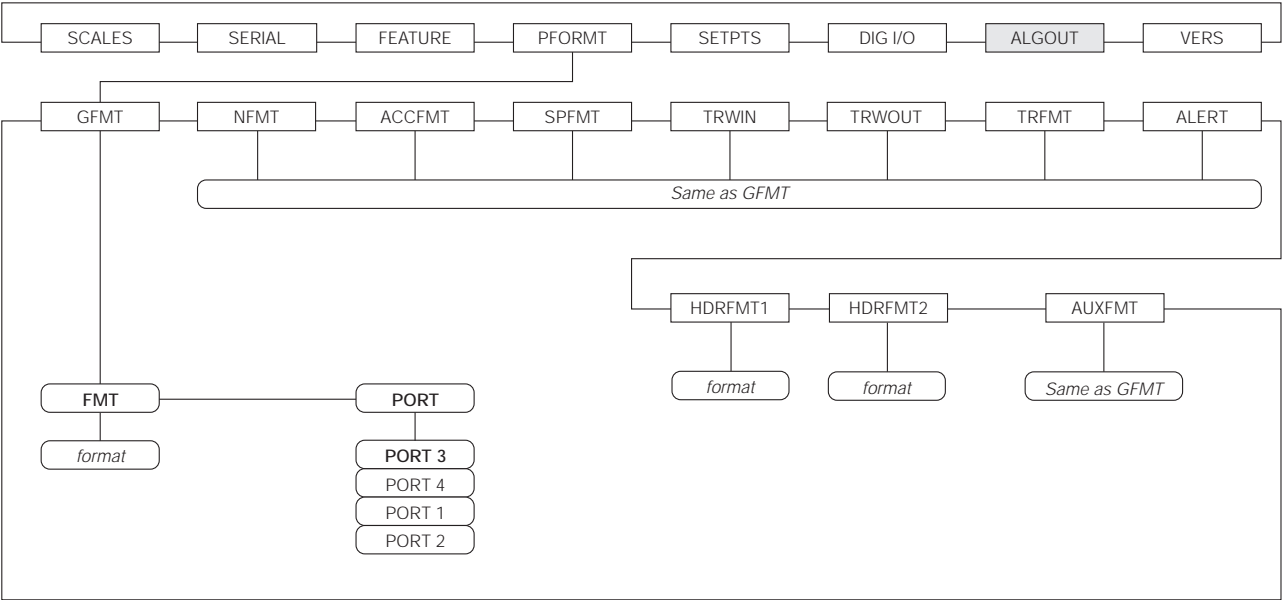 SCALES SERIAL FEATURE PFORMT SETPTS DIG I/O ALGOUT VERS
GFMT NFMT ACCFMT SPFMT TRWIN TRWOUT TRFMT ALERT
Same as GFMT
HDRFMT1 HDRFMT2 AUXFMT
format format Same as GFMT
FMT PORT
format PORT 3
PORT 4
PORT 1
PORT 2